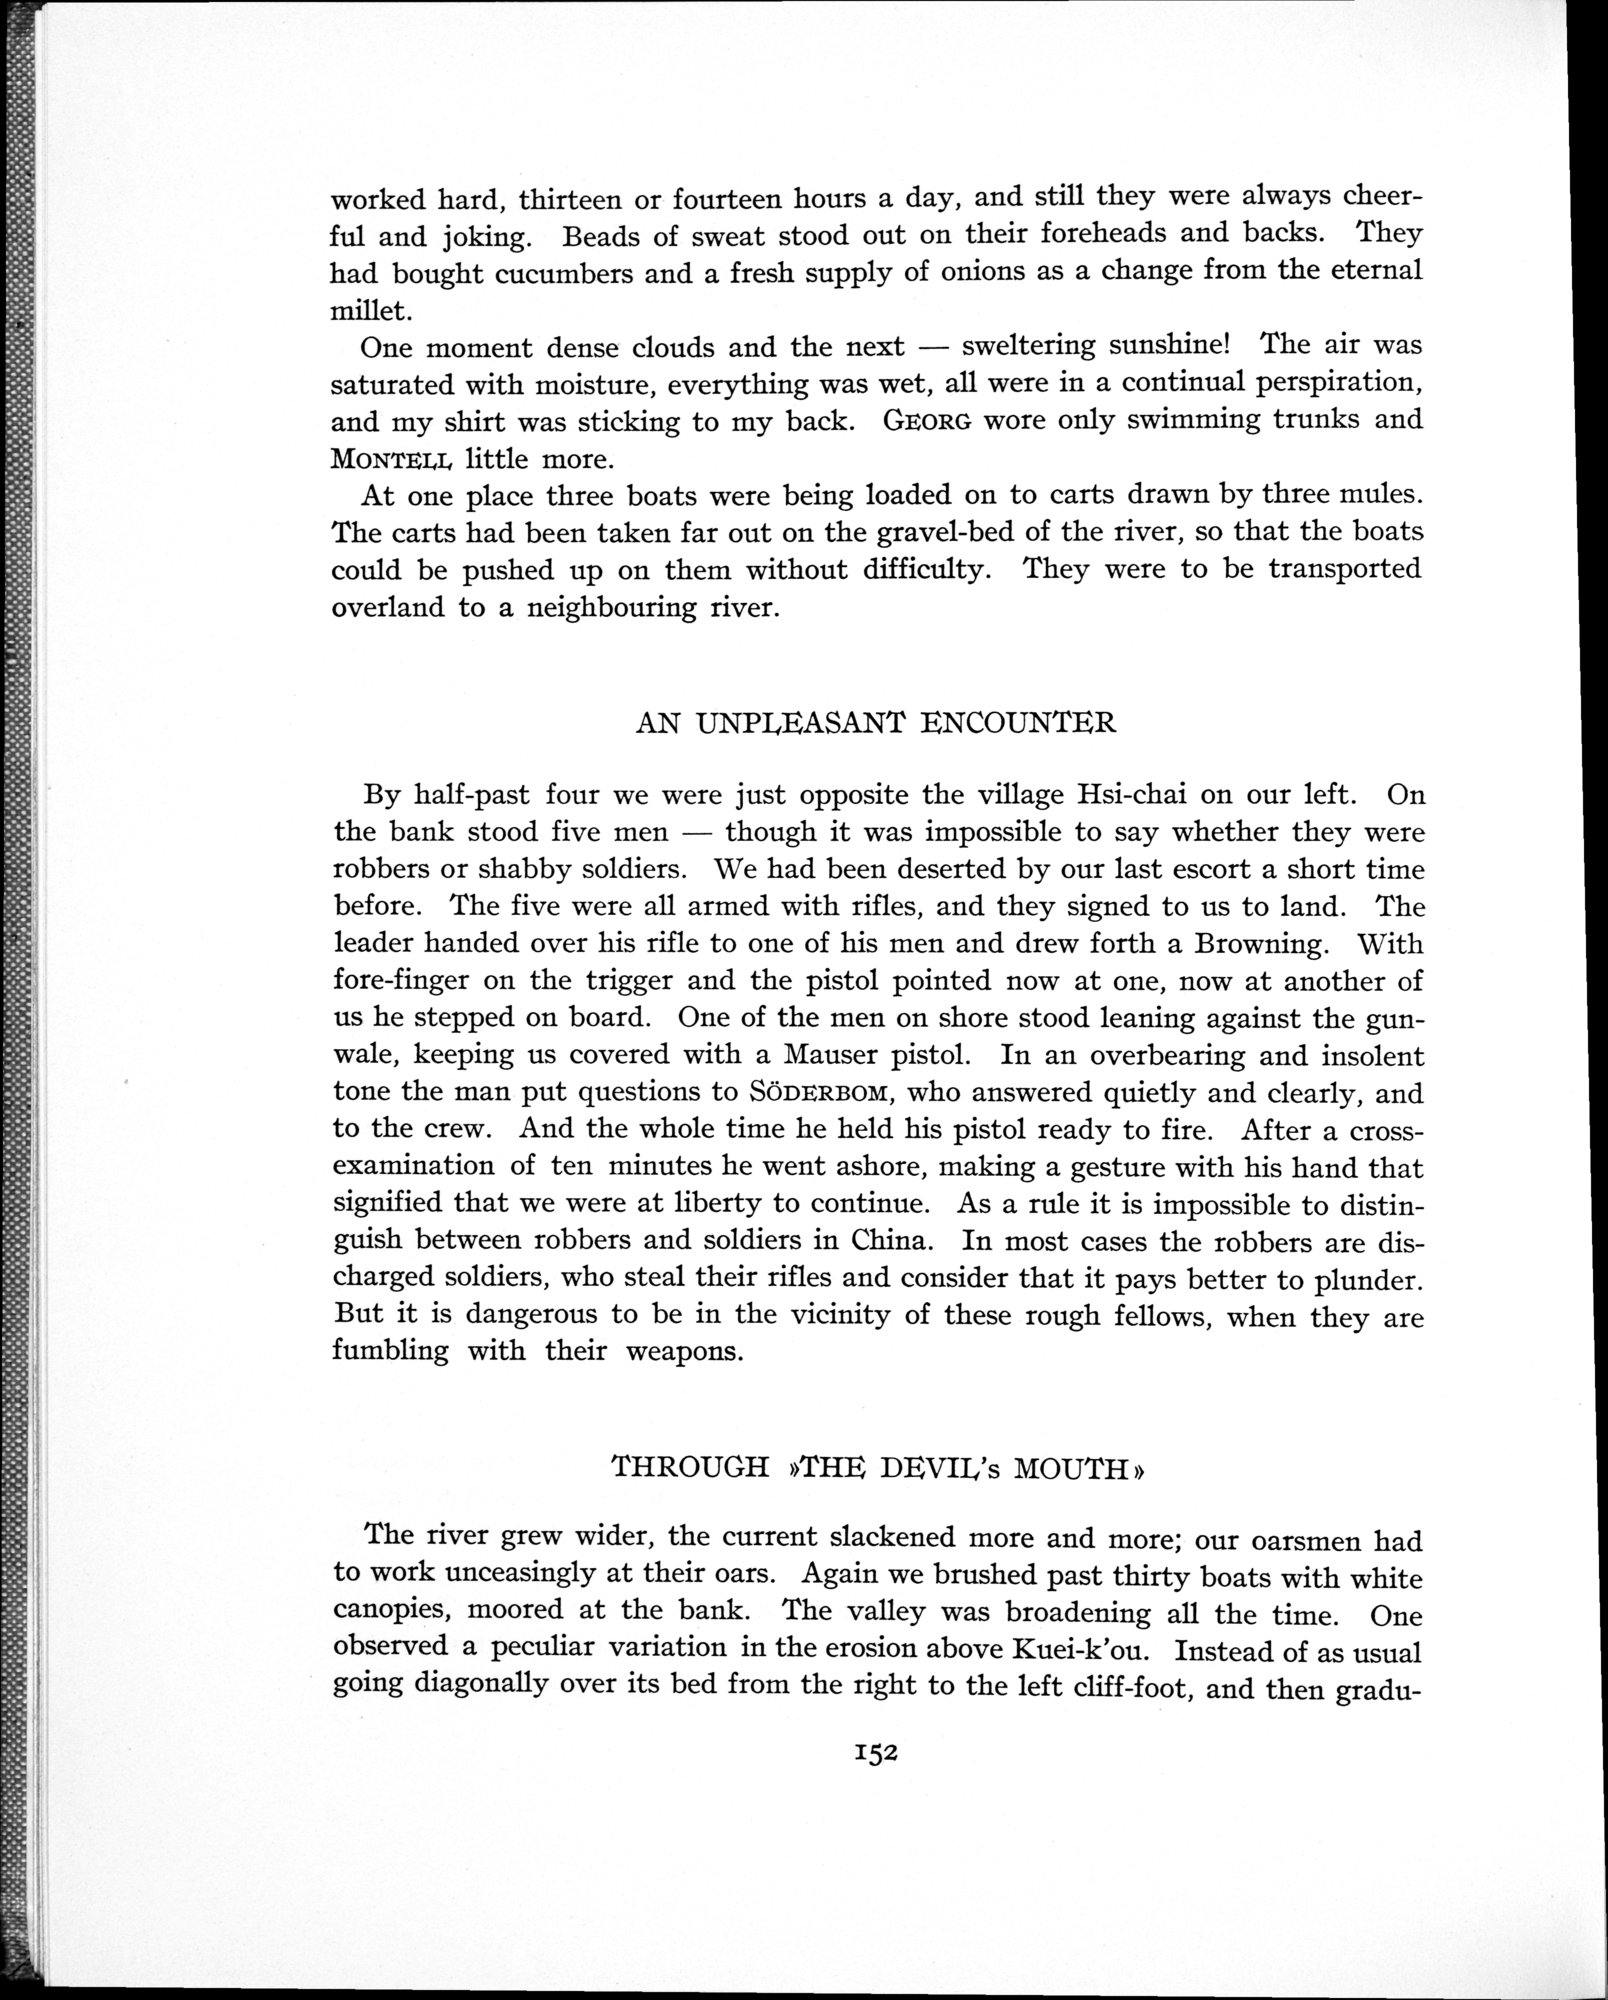 worked hard, thirteen or fourteen hours a day, and still they were always cheer-
ful and joking. Beads of sweat stood out on their foreheads and backs. They
had bought cucumbers and a fresh supply of onions as a change from the eternal
millet.
One moment dense clouds and the next — sweltering sunshine! The air was
saturated with moisture, everything was wet, all were in a continual perspiration,
and my shirt was sticking to my back. GEORG wore only swimming trunks and
MONTELL little more.
At one place three boats were being loaded on to carts drawn by three mules.
The carts had been taken far out on the gravel-bed of the river, so that the boats
could be pushed up on them without difficulty. They were to be transported
overland to a neighbouring river.
AN UNPLEASANT ENCOUNTER
By half-past four we were just opposite the village Hsi-chai on our left. On
the bank stood five men — though it was impossible to say whether they were
robbers or shabby soldiers. We had been deserted by our last escort a short time
before. The five were all armed with rifles, and they signed to us to land. The
leader handed over his rifle to one of his men and drew forth a Browning. With
fore-finger on the trigger and the pistol pointed now at one, now at another of
us he stepped on board. One of the men on shore stood leaning against the gun-
wale, keeping us covered with a Mauser pistol. In an overbearing and insolent
tone the man put questions to SÖDERBOM, who answered quietly and clearly, and
to the crew. And the whole time he held his pistol ready to fire. After a cross-
examination of ten minutes he went ashore, making a gesture with his hand that
signified that we were at liberty to continue. As a rule it is impossible to distin-
guish between robbers and soldiers in China. In most cases the robbers are dis-
charged soldiers, who steal their rifles and consider that it pays better to plunder.
But it is dangerous to be in the vicinity of these rough fellows, when they are
fumbling with their weapons.
THROUGH »THE DEVIL's MOUTH»
The river grew wider, the current slackened more and more; our oarsmen had
to work unceasingly at their oars. Again we brushed past thirty boats with white
canopies, moored at the bank. The valley was broadening all the time. One
observed a peculiar variation in the erosion above Kuei-k'ou. Instead of as usual
going diagonally over its bed from the right to the left cliff-foot, and then gradu-
152